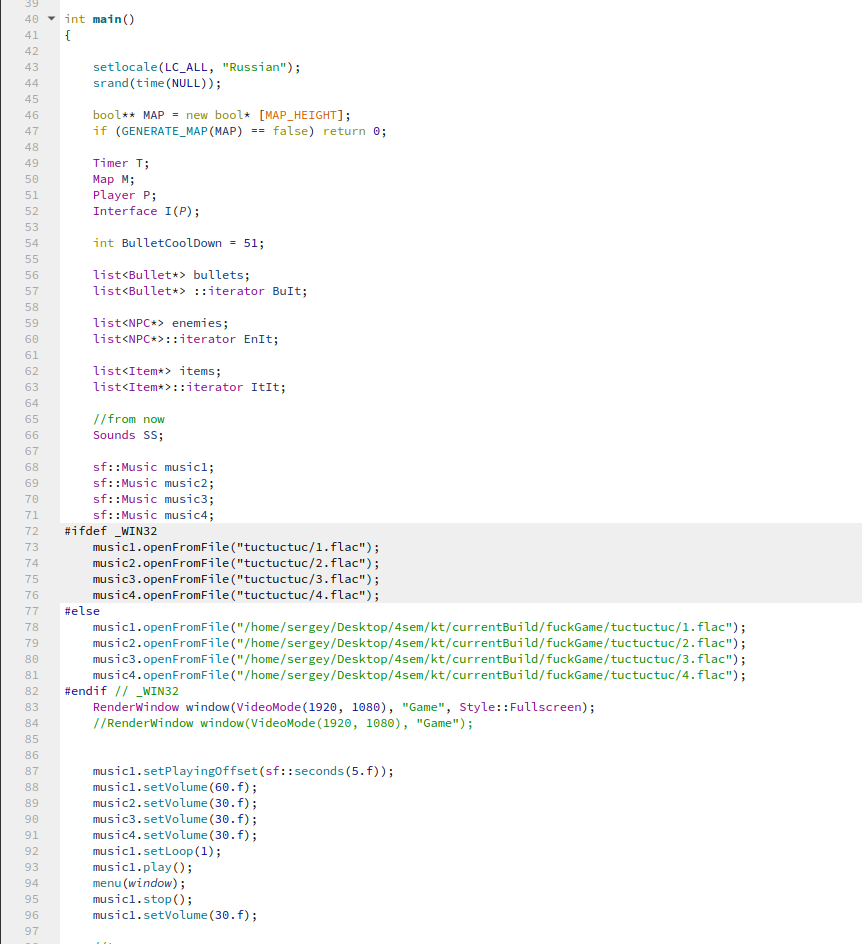 39
40 int main()
41 {
42
43 setlocale(LC_ALL, "Russian");
44 srand(time(NULL));
45
46 bool** MAP = new bool* [MAP_HEIGHT];
47 if (GENERATE_MAP(MAP) == false) return 0;
48
49 Timer T;
50 Map M;
51 Player P;
52 Interface I(P);
53
54 int BulletCoolDown = 51;
55
56 list<Bullet*> bullets;
57 list<Bullet*> ::iterator BuIt;
58
59 list<NPC*> enemies;
60 list<NPC*>::iterator EnIt;
61
62 list<Item*> items;
63 list<Item*>::iterator ItIt;
64
65 //from now
66 Sounds SS;
67
68 sf::Music music1;
69 sf::Music music2;
70 sf::Music music3;
71 sf::Music music4;
72 #ifdef _WIN32
73 music1.openFromFile("tuctuctuc/1.flac");
74 music2.openFromFile("tuctuctuc/2.flac");
75 music3.openFromFile("tuctuctuc/3.flac");
76 music4.openFromFile("tuctuctuc/4.flac");
77 #else
78 music1.openFromFile("/home/sergey/Desktop/4sem/kt/currentBuild/fuckGame/tuctuctuc/1.flac");
79 music2.openFromFile("/home/sergey/Desktop/4sem/kt/currentBuild/fuckGame/tuctuctuc/2.flac");
80 music3.openFromFile("/home/sergey/Desktop/4sem/kt/currentBuild/fuckGame/tuctuctuc/3.flac");
81 music4.openFromFile("/home/sergey/Desktop/4sem/kt/currentBuild/fuckGame/tuctuctuc/4.flac");
82 #endif // _WIN32
83 RenderWindow window(VideoMode(1920, 1080), "Game", Style::Fullscreen);
84 //RenderWindow window(VideoMode(1920, 1080), "Game");
85
86
87 music1.setPlayingOffset(sf::seconds(5.f));
88 music1.setVolume(60.f);
89 music2.setVolume(30.f);
90 music3.setVolume(30.f);
91 music4.setVolume(30.f);
92 music1.setLoop(1);
93 music1.play();
94 menu(window);
95 music1.stop();
96 music1.setVolume(30.f);
97